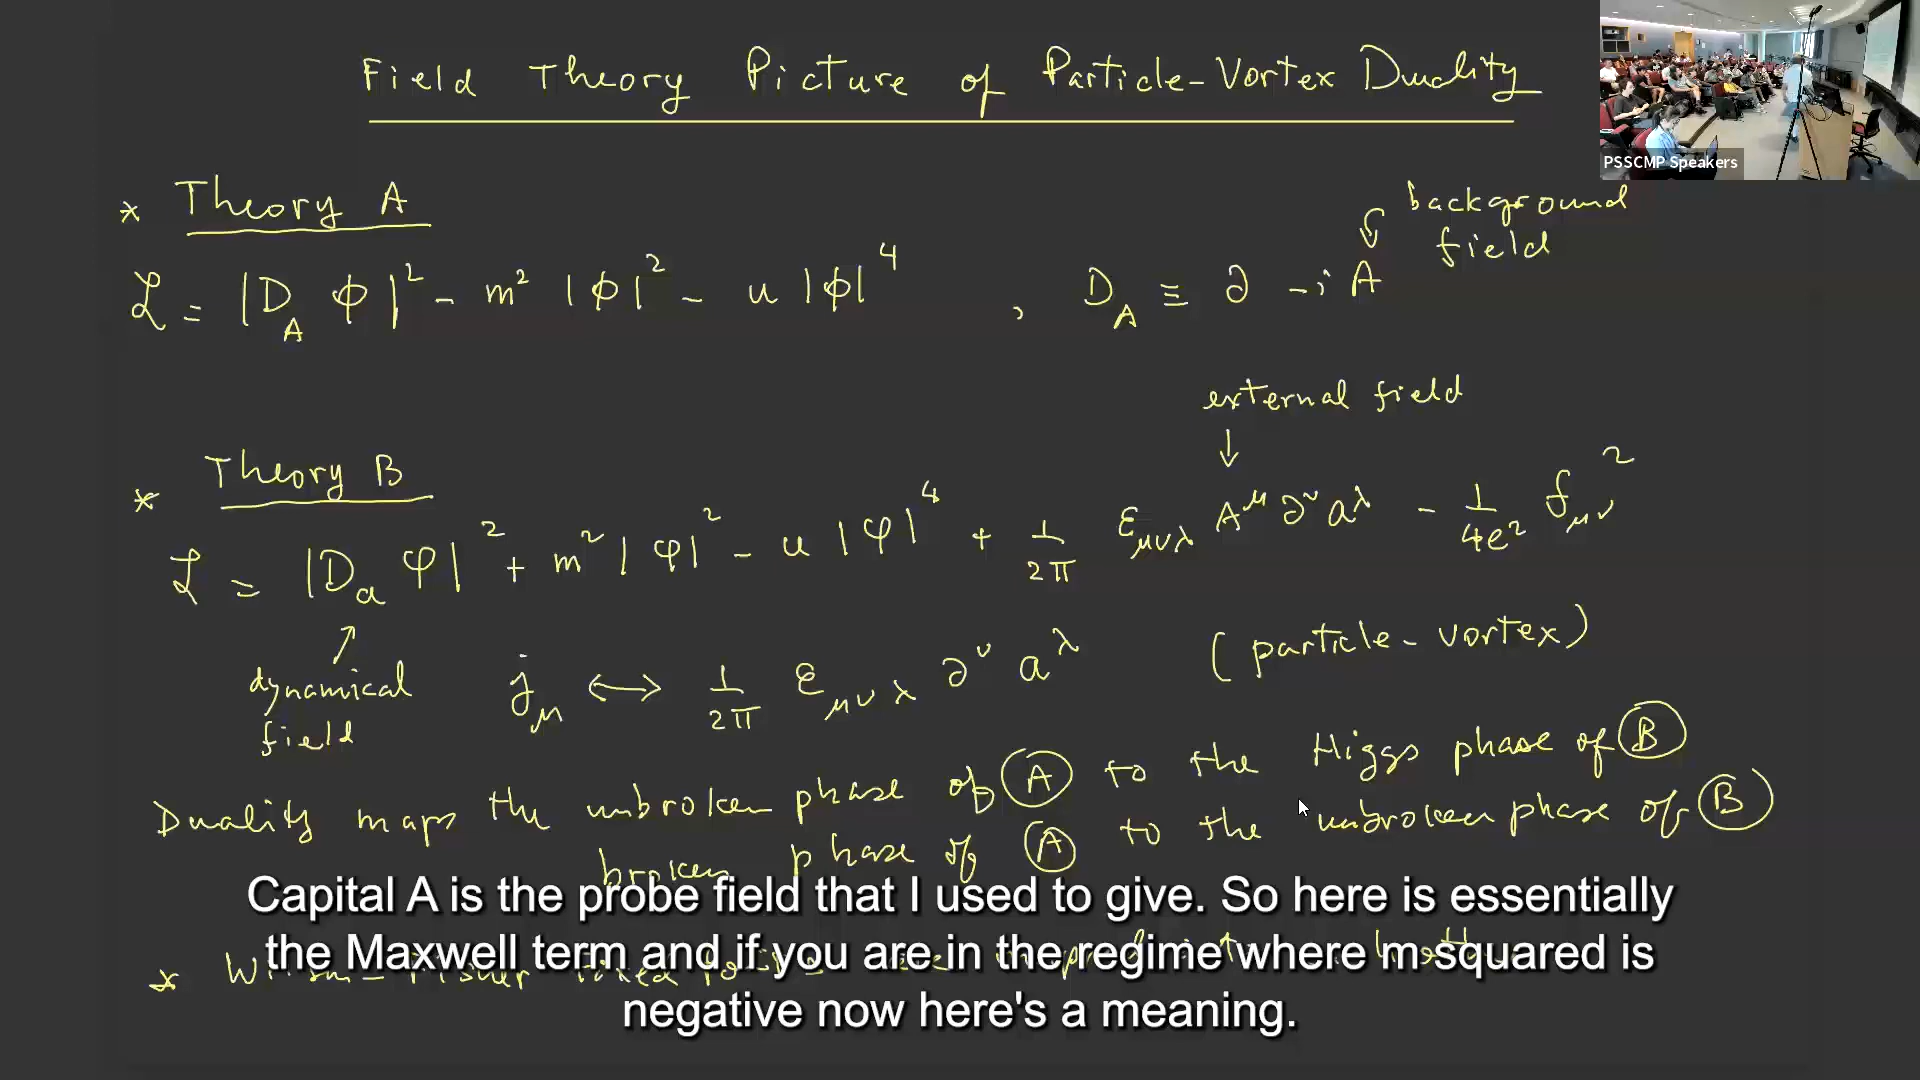 Field Theory Picture of Particle-Vortex Duality
PSSCMP Speakers
* Theory A
background
field
ℒ = |D_A ϕ|² - m² |ϕ|² - u |ϕ|⁴ , D_A ≡ ∂ - i A
external field
* Theory B
ℒ = |D_a φ|² + m² |φ|² - u |φ|⁴ + 1/2π ε_μνλ A^μ ∂^ν a^λ - 1/4e² f_μν²
dynamical
field
j_μ ↔ 1/2π ε_μνλ ∂^ν a^λ (particle-vortex)
Duality maps the unbroken phase of A to the Higgs phase of B
broken phase of A to the unbroken phase of B
* Wilson-Fisher fixed
Capital A is the probe field that I used to give. So here is essentially
the Maxwell term and if you are in the regime where m squared is
negative now here's a meaning.